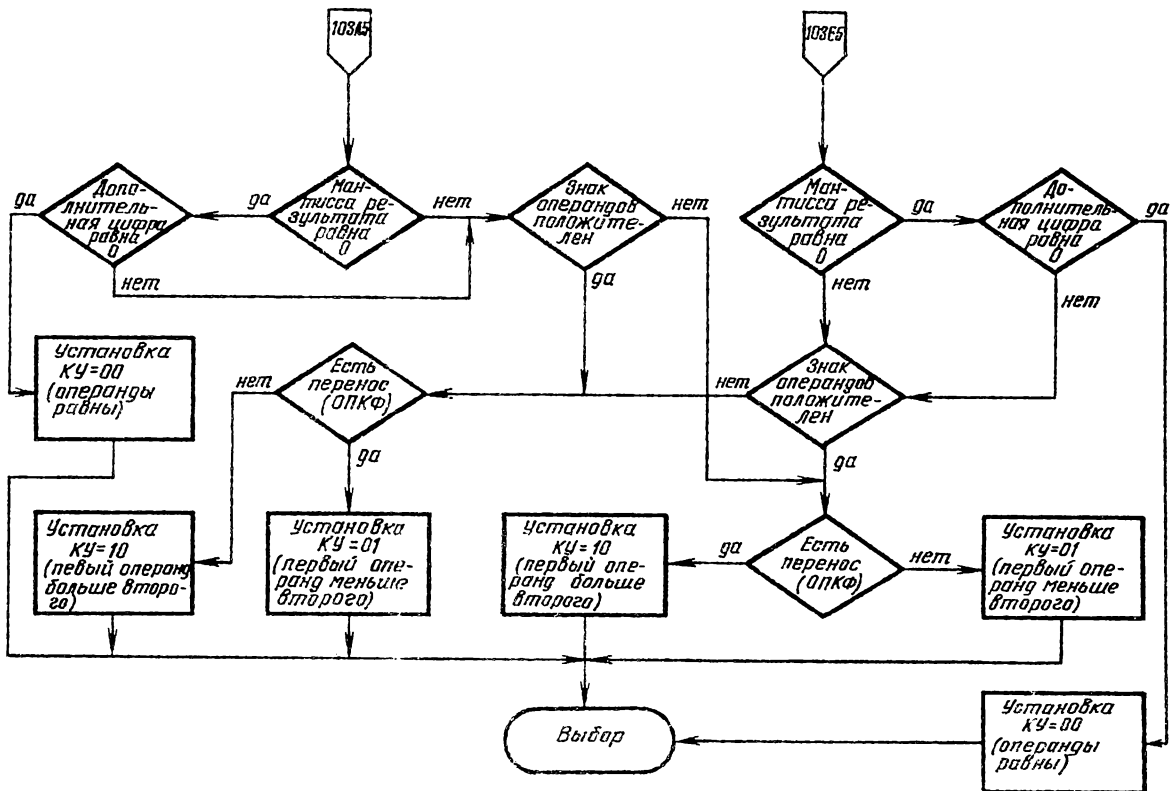 103А5
103Е5
да
Допо-
лнитель-
ная цифра
равна
0
нет
да
Ман-
тисса ре-
зультата
равна
0
нет
Знак
операндов
положите-
лен
нет
да
Ман-
тисса ре-
зультата
равна
0
да
нет
До-
полнитель-
ная цифра
равна
0
да
нет
Установка
КУ=00
(операнды
равны)
нет
Есть
перенос
(ОПКФ)
да
нет
Знак
операндов
положите-
лен
да
Установка
КУ=10
(певый операнд
больше второ-
го)
Установка
КУ=01
(первый опе-
ранд меньше
второго)
Установка
КУ=10
(первый опе-
ранд больше
второго)
да
Есть
перенос
(ОПКФ)
нет
Установка
КУ=01
(первый опе-
ранд меньше
второго)
Выбор
Установка
КУ=00
(операнды
равны)